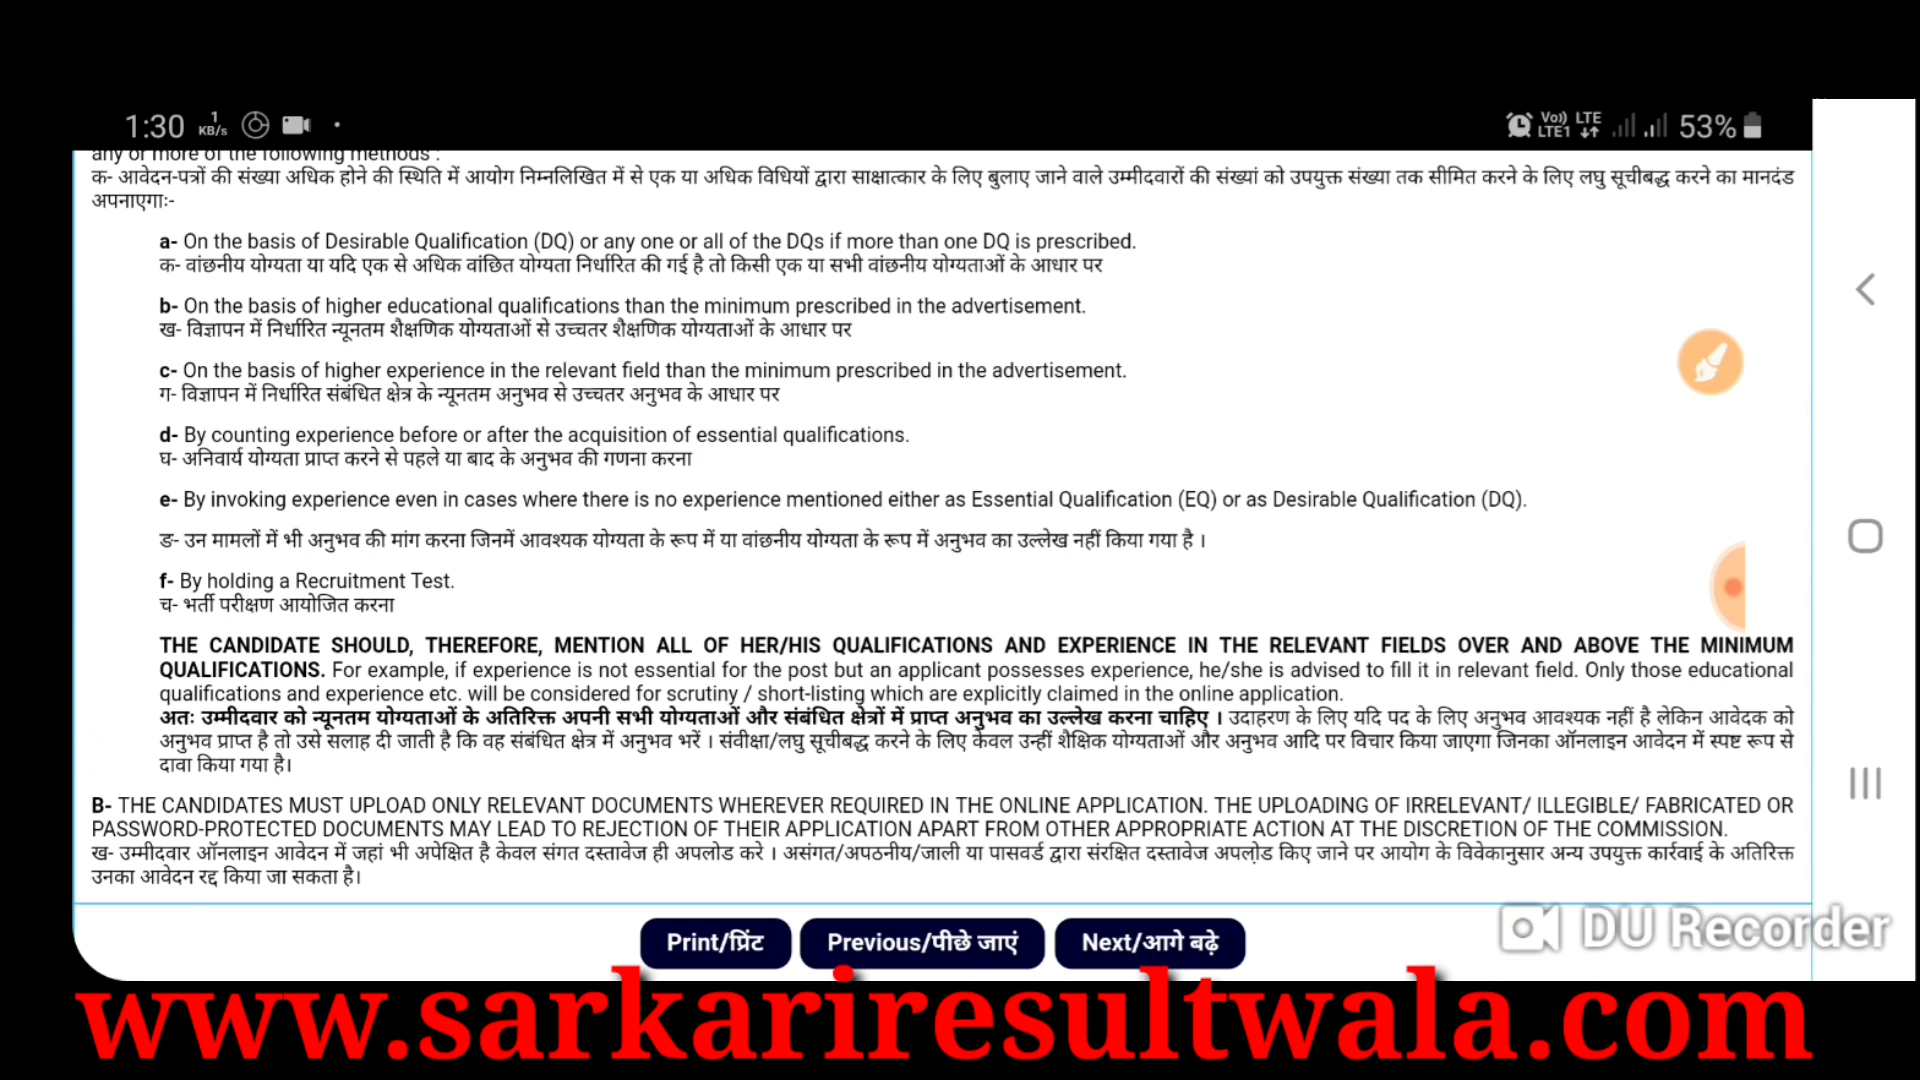 1:30 1 KB/s Vo)) LTE LTE1 53%
any or more of the following methods :
क- आवेदन-पत्रों की संख्या अधिक होने की स्थिति में आयोग निम्नलिखित में से एक या अधिक विधियों द्वारा साक्षात्कार के लिए बुलाए जाने वाले उम्मीदवारों की संख्यां को उपयुक्त संख्या तक सीमित करने के लिए लघु सूचीबद्ध करने का मानदंड
अपनाएगाः-
a- On the basis of Desirable Qualification (DQ) or any one or all of the DQs if more than one DQ is prescribed.
क- वांछनीय योग्यता या यदि एक से अधिक वांछित योग्यता निर्धारित की गई है तो किसी एक या सभी वांछनीय योग्यताओं के आधार पर
b- On the basis of higher educational qualifications than the minimum prescribed in the advertisement.
ख- विज्ञापन में निर्धारित न्यूनतम शैक्षणिक योग्यताओं से उच्चतर शैक्षणिक योग्यताओं के आधार पर
c- On the basis of higher experience in the relevant field than the minimum prescribed in the advertisement.
ग- विज्ञापन में निर्धारित संबंधित क्षेत्र के न्यूनतम अनुभव से उच्चतर अनुभव के आधार पर
d- By counting experience before or after the acquisition of essential qualifications.
घ- अनिवार्य योग्यता प्राप्त करने से पहले या बाद के अनुभव की गणना करना
e- By invoking experience even in cases where there is no experience mentioned either as Essential Qualification (EQ) or as Desirable Qualification (DQ).
ङ- उन मामलों में भी अनुभव की मांग करना जिनमें आवश्यक योग्यता के रूप में या वांछनीय योग्यता के रूप में अनुभव का उल्लेख नहीं किया गया है ।
f- By holding a Recruitment Test.
च- भर्ती परीक्षण आयोजित करना
THE CANDIDATE SHOULD, THEREFORE, MENTION ALL OF HER/HIS QUALIFICATIONS AND EXPERIENCE IN THE RELEVANT FIELDS OVER AND ABOVE THE MINIMUM
QUALIFICATIONS. For example, if experience is not essential for the post but an applicant possesses experience, he/she is advised to fill it in relevant field. Only those educational
qualifications and experience etc. will be considered for scrutiny / short-listing which are explicitly claimed in the online application.
अतः उम्मीदवार को न्यूनतम योग्यताओं के अतिरिक्त अपनी सभी योग्यताओं और संबंधित क्षेत्रों में प्राप्त अनुभव का उल्लेख करना चाहिए । उदाहरण के लिए यदि पद के लिए अनुभव आवश्यक नहीं है लेकिन आवेदक को
अनुभव प्राप्त है तो उसे सलाह दी जाती है कि वह संबंधित क्षेत्र में अनुभव भरें । संवीक्षा/लघु सूचीबद्ध करने के लिए केवल उन्हीं शैक्षिक योग्यताओं और अनुभव आदि पर विचार किया जाएगा जिनका ऑनलाइन आवेदन में स्पष्ट रूप से
दावा किया गया है।
B- THE CANDIDATES MUST UPLOAD ONLY RELEVANT DOCUMENTS WHEREVER REQUIRED IN THE ONLINE APPLICATION. THE UPLOADING OF IRRELEVANT/ ILLEGIBLE/ FABRICATED OR
PASSWORD-PROTECTED DOCUMENTS MAY LEAD TO REJECTION OF THEIR APPLICATION APART FROM OTHER APPROPRIATE ACTION AT THE DISCRETION OF THE COMMISSION.
ख- उम्मीदवार ऑनलाइन आवेदन में जहां भी अपेक्षित है केवल संगत दस्तावेज ही अपलोड करे । असंगत/अपठनीय/जाली या पासवर्ड द्वारा संरक्षित दस्तावेज अपलो़ड किए जाने पर आयोग के विवेकानुसार अन्य उपयुक्त कार्रवाई के अतिरिक्त
उनका आवेदन रद्द किया जा सकता है।
Print/प्रिंट Previous/पीछे जाएं Next/आगे बढ़े
DU Recorder
www.sarkariresultwala.com